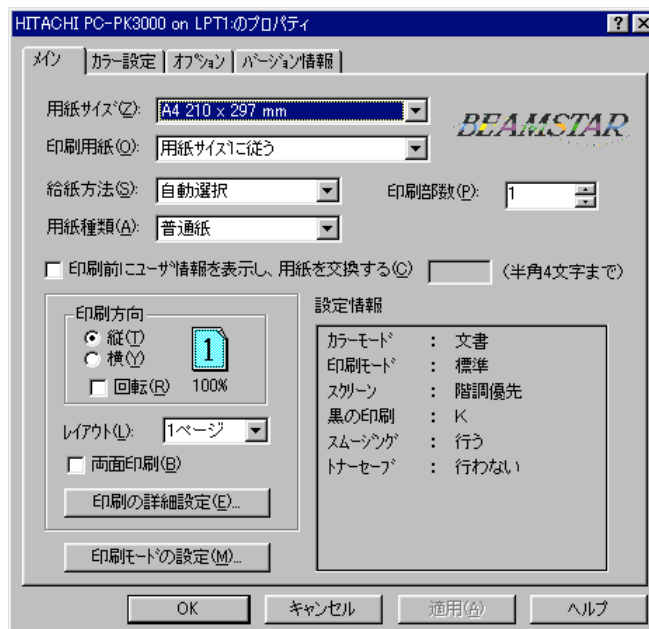 HITACHI PC-PK3000 on LPT1:のプロパティ
メイン カラー設定 オプション バージョン情報
用紙サイズ(Z): A4 210 x 297 mm
BEAMSTAR
印刷用紙(O): 用紙サイズに従う
給紙方法(S): 自動選択 印刷部数(P): 1
用紙種類(A): 普通紙
印刷前にユーザ情報を表示し、用紙を交換する(C) (半角4文字まで)
印刷方向
縦(T)
横(Y)
1
回転(R) 100%
レイアウト(L): 1ページ
両面印刷(B)
印刷の詳細設定(E)...
印刷モードの設定(M)...
設定情報
カラーモード : 文書
印刷モード : 標準
スクリーン : 階調優先
黒の印刷 : K
スムージング : 行う
トナーセーブ : 行わない
OK キャンセル 適用(A) ヘルプ